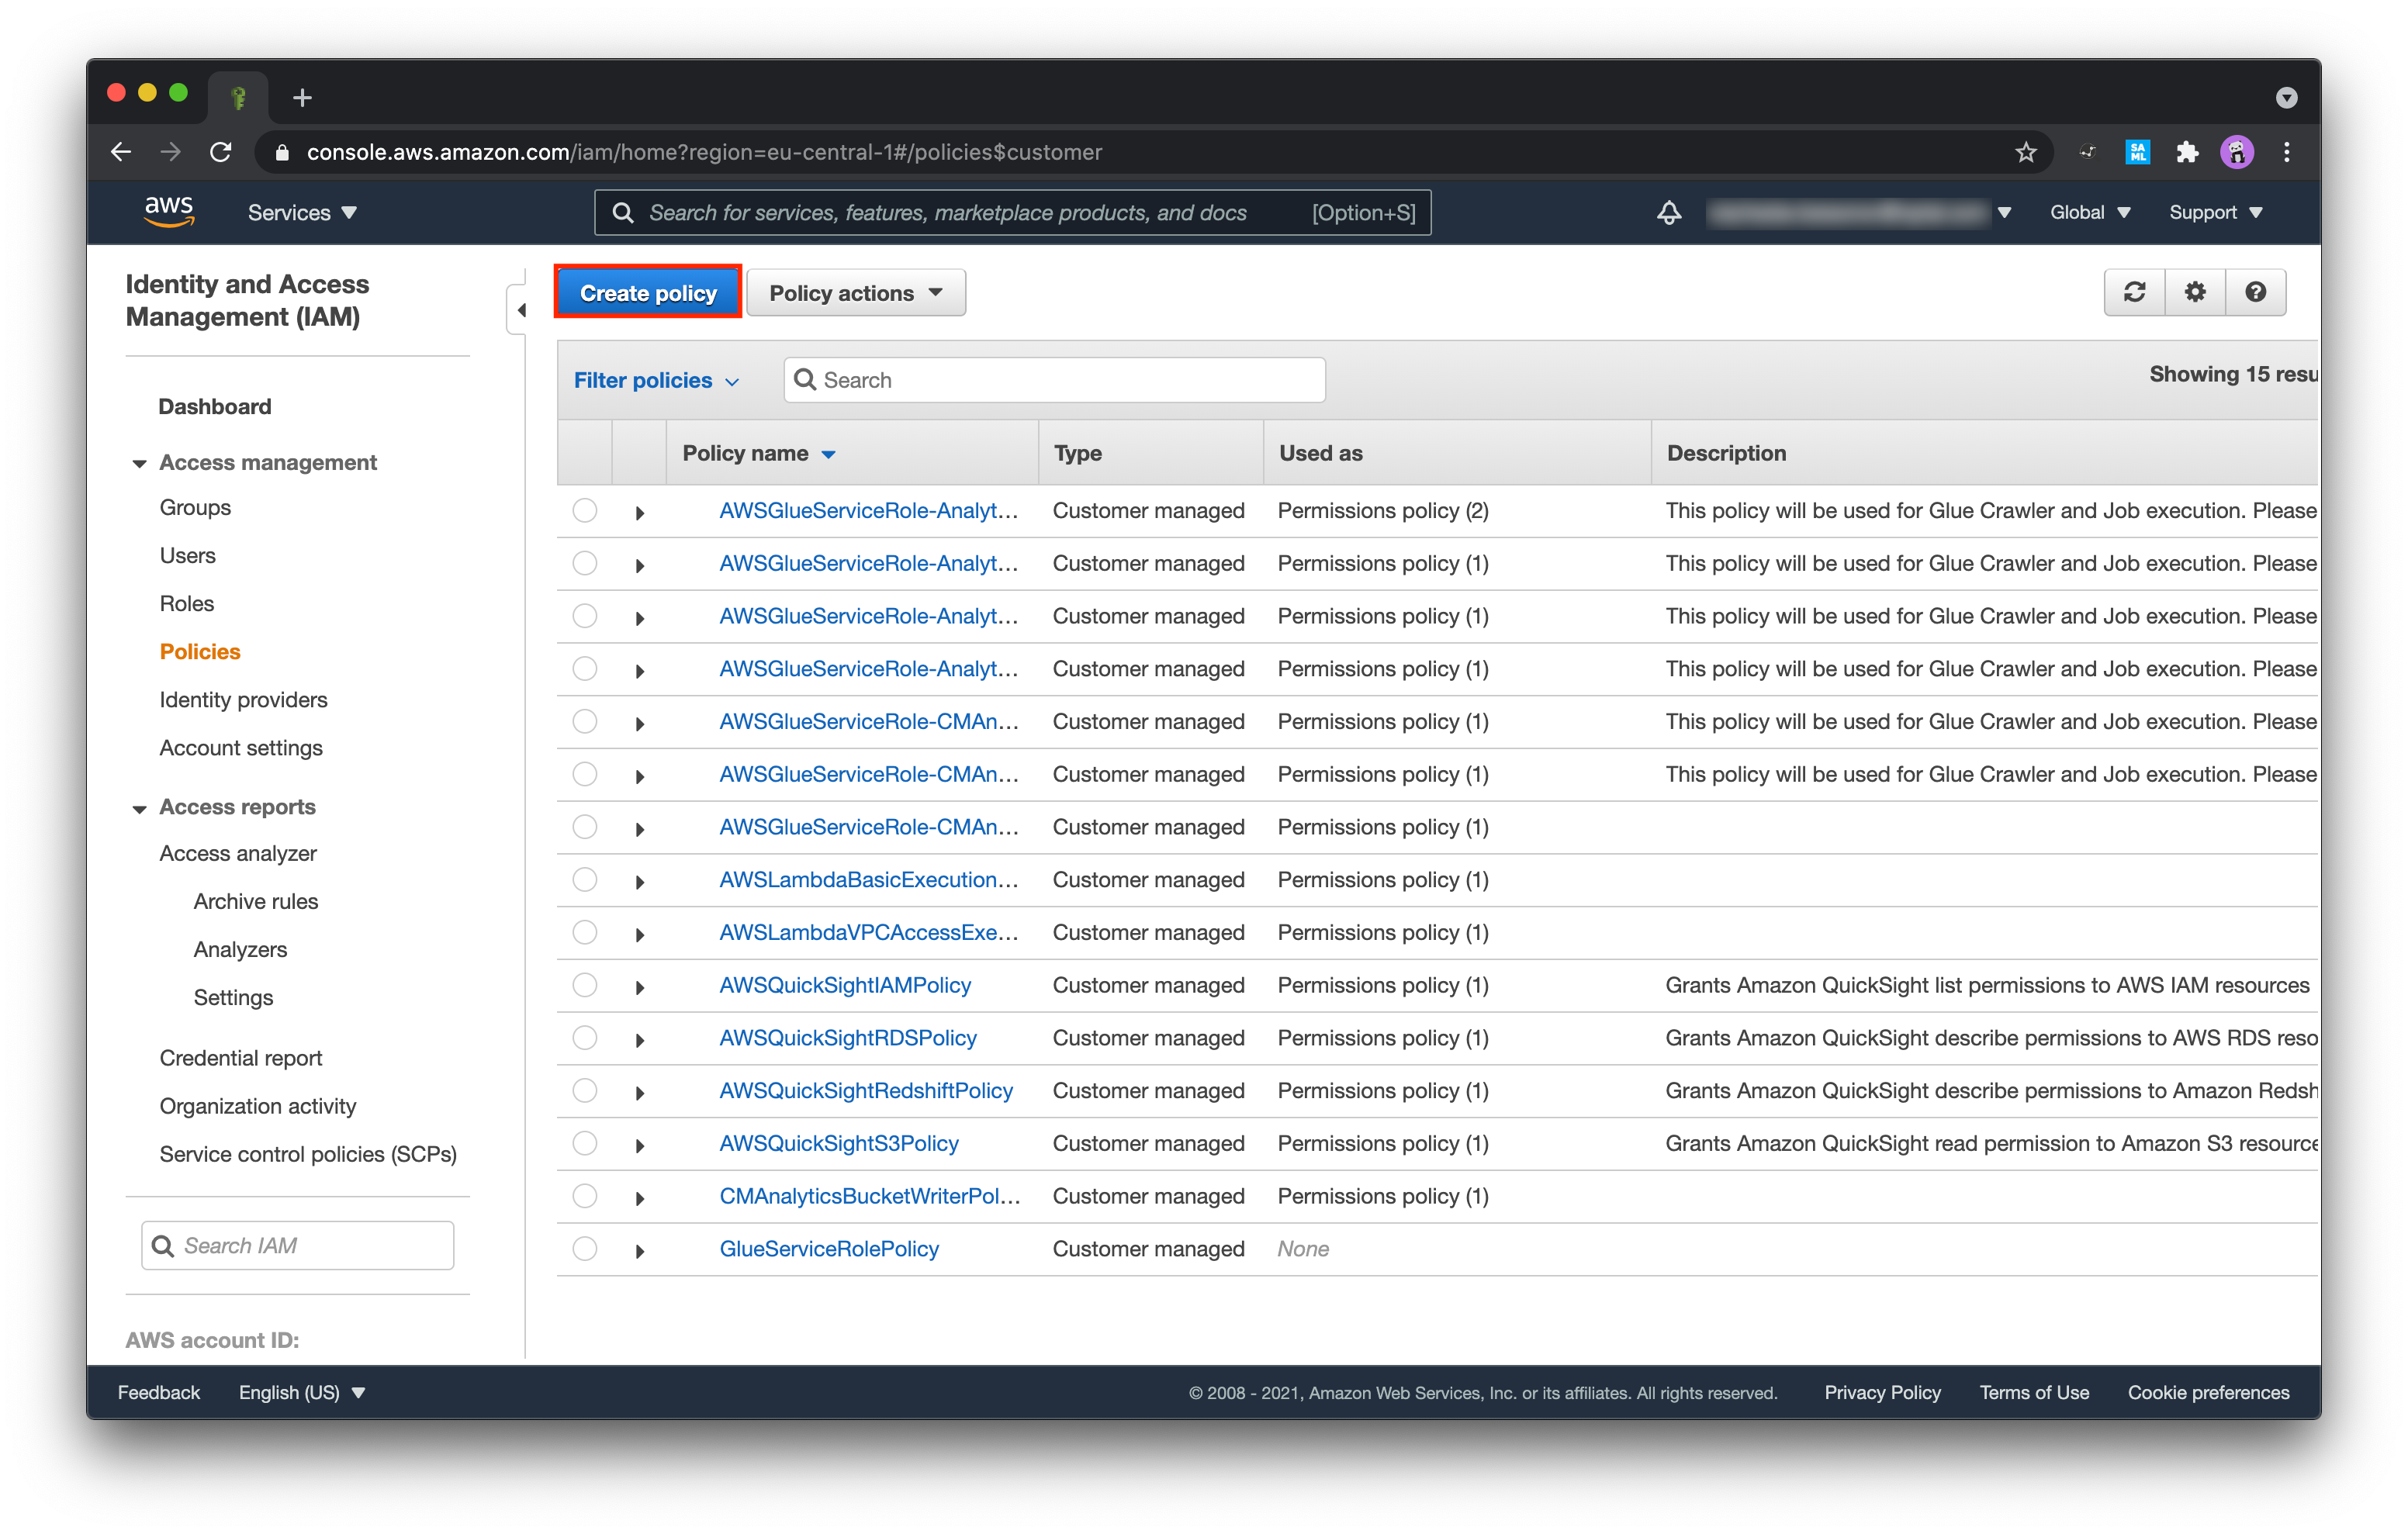 console.aws.amazon.com/iam/home?region=eu-central-1#/policies$customer
SA
ML
aws
Services
Search for services, features, marketplace products, and docs [Option+S]
Global
Support
Identity and Access
Management (IAM)
Dashboard
Access management
Groups
Users
Roles
Policies
Identity providers
Account settings
Access reports
Access analyzer
Archive rules
Analyzers
Settings
Credential report
Organization activity
Service control policies (SCPs)
Search IAM
AWS account ID:
Create policy
Policy actions
Filter policies
Search
Showing 15 resu
Policy name Type Used as Description
AWSGlueServiceRole-Analyt... Customer managed Permissions policy (2) This policy will be used for Glue Crawler and Job execution. Please
AWSGlueServiceRole-Analyt... Customer managed Permissions policy (1) This policy will be used for Glue Crawler and Job execution. Please
AWSGlueServiceRole-Analyt... Customer managed Permissions policy (1) This policy will be used for Glue Crawler and Job execution. Please
AWSGlueServiceRole-Analyt... Customer managed Permissions policy (1) This policy will be used for Glue Crawler and Job execution. Please
AWSGlueServiceRole-CMAn... Customer managed Permissions policy (1) This policy will be used for Glue Crawler and Job execution. Please
AWSGlueServiceRole-CMAn... Customer managed Permissions policy (1) This policy will be used for Glue Crawler and Job execution. Please
AWSGlueServiceRole-CMAn... Customer managed Permissions policy (1)
AWSLambdaBasicExecution... Customer managed Permissions policy (1)
AWSLambdaVPCAccessExe... Customer managed Permissions policy (1)
AWSQuickSightIAMPolicy Customer managed Permissions policy (1) Grants Amazon QuickSight list permissions to AWS IAM resources
AWSQuickSightRDSPolicy Customer managed Permissions policy (1) Grants Amazon QuickSight describe permissions to AWS RDS reso
AWSQuickSightRedshiftPolicy Customer managed Permissions policy (1) Grants Amazon QuickSight describe permissions to Amazon Redsh
AWSQuickSightS3Policy Customer managed Permissions policy (1) Grants Amazon QuickSight read permission to Amazon S3 resource
CMAnalyticsBucketWriterPol... Customer managed Permissions policy (1)
GlueServiceRolePolicy Customer managed None
Feedback English (US) © 2008 - 2021, Amazon Web Services, Inc. or its affiliates. All rights reserved. Privacy Policy Terms of Use Cookie preferences